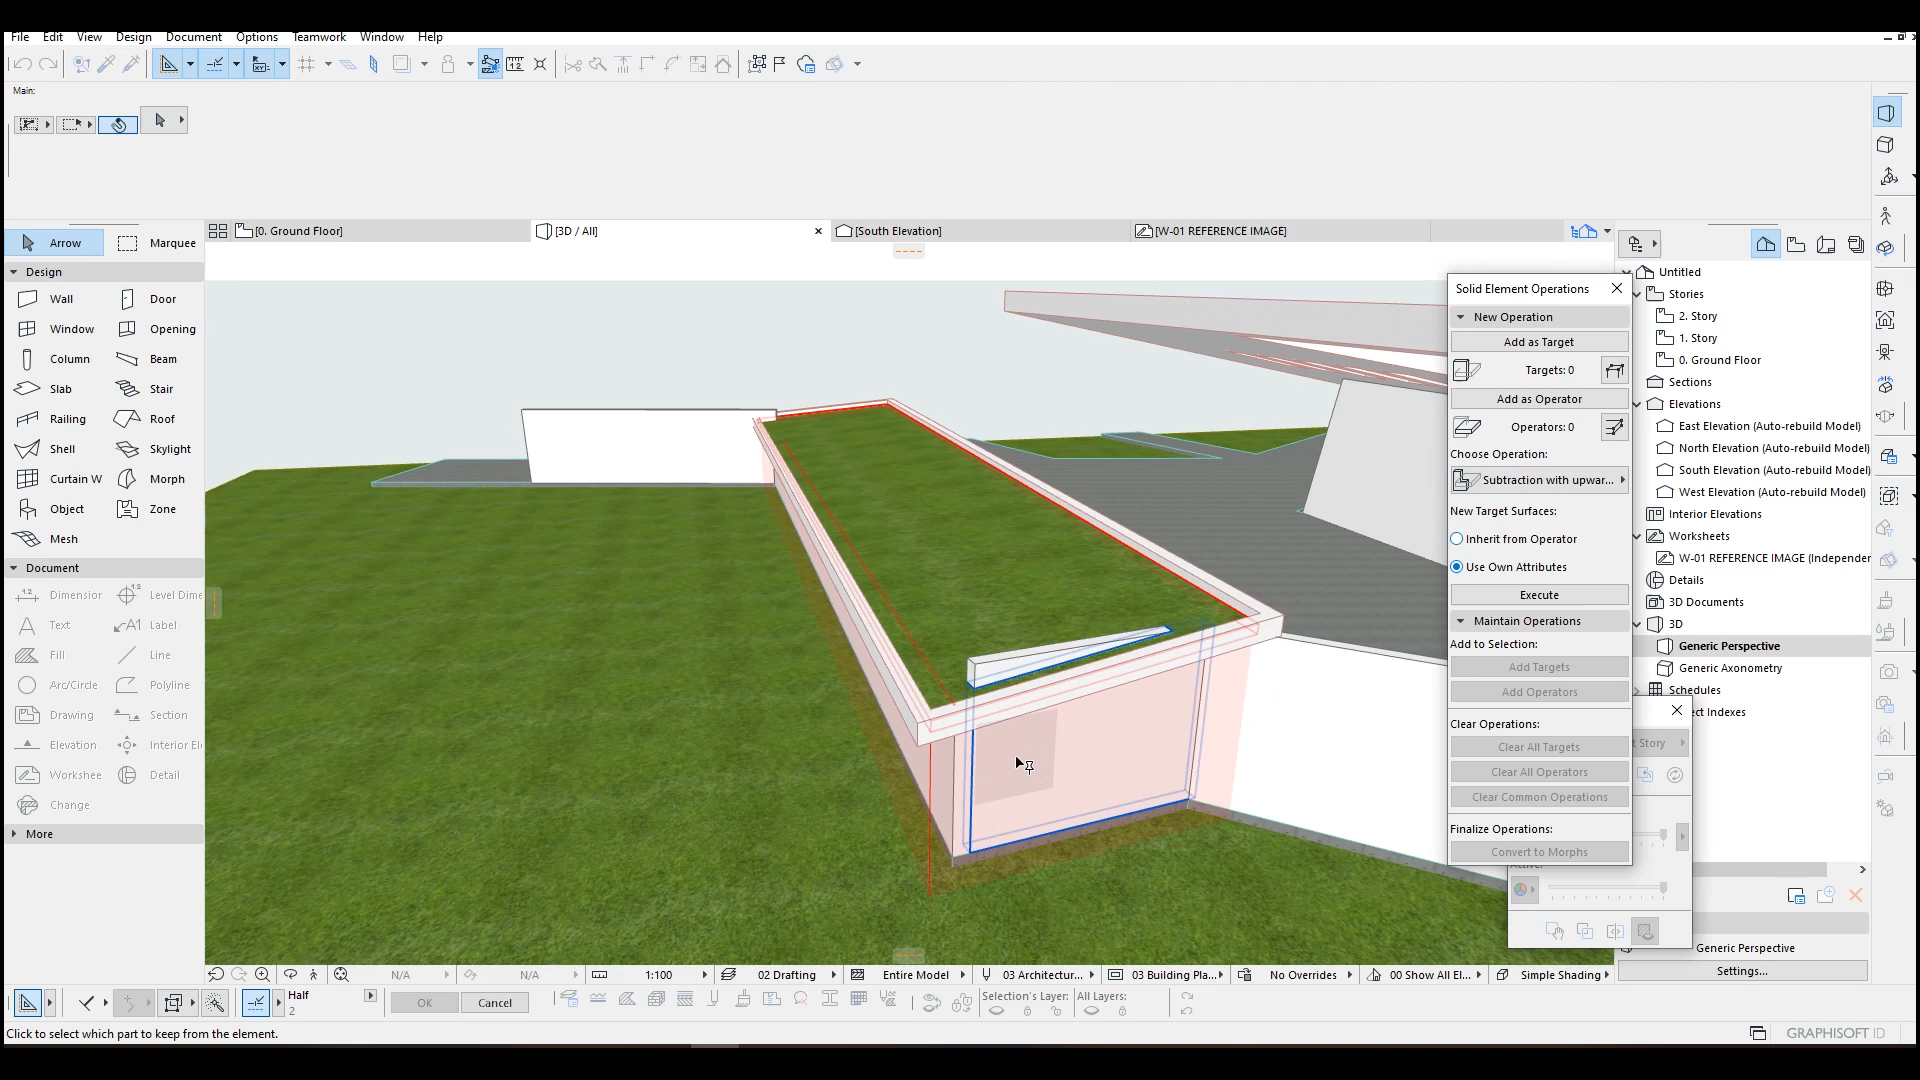 File Edit View Design Document Options Teamwork Window Help
Main:
[0. Ground Floor]
[3D / All]
[South Elevation]
[W-01 REFERENCE IMAGE]
Arrow
Marquee
Design
Wall
Door
Window
Opening
Column
Beam
Slab
Stair
Railing
Roof
Shell
Skylight
Curtain W
Morph
Object
Zone
Mesh
Document
Dimension
Level Dime
Text
Label
Fill
Line
Arc/Circle
Polyline
Drawing
Section
Elevation
Interior El
Workshee
Detail
Change
More
Solid Element Operations
New Operation
Add as Target
Targets: 0
Add as Operator
Operators: 0
Choose Operation:
Subtraction with upwar...
New Target Surfaces:
Inherit from Operator
Use Own Attributes
Execute
Maintain Operations
Add to Selection:
Add Targets
Add Operators
Clear Operations:
Clear All Targets
Clear All Operators
Clear Common Operations
Finalize Operations:
Convert to Morphs
t Story
Untitled
Stories
2. Story
1. Story
0. Ground Floor
Sections
Elevations
East Elevation (Auto-rebuild Model)
North Elevation (Auto-rebuild Model)
South Elevation (Auto-rebuild Model)
West Elevation (Auto-rebuild Model)
Interior Elevations
Worksheets
W-01 REFERENCE IMAGE (Independer
Details
3D Documents
3D
Generic Perspective
Generic Axonometry
Schedules
ect Indexes
Generic Perspective
Settings...
N/A
N/A
1:100
02 Drafting
Entire Model
03 Architectur...
03 Building Pla...
No Overrides
00 Show All El...
Simple Shading
Half
2
OK
Cancel
Selection's Layer:
All Layers:
Click to select which part to keep from the element.
GRAPHISOFT ID